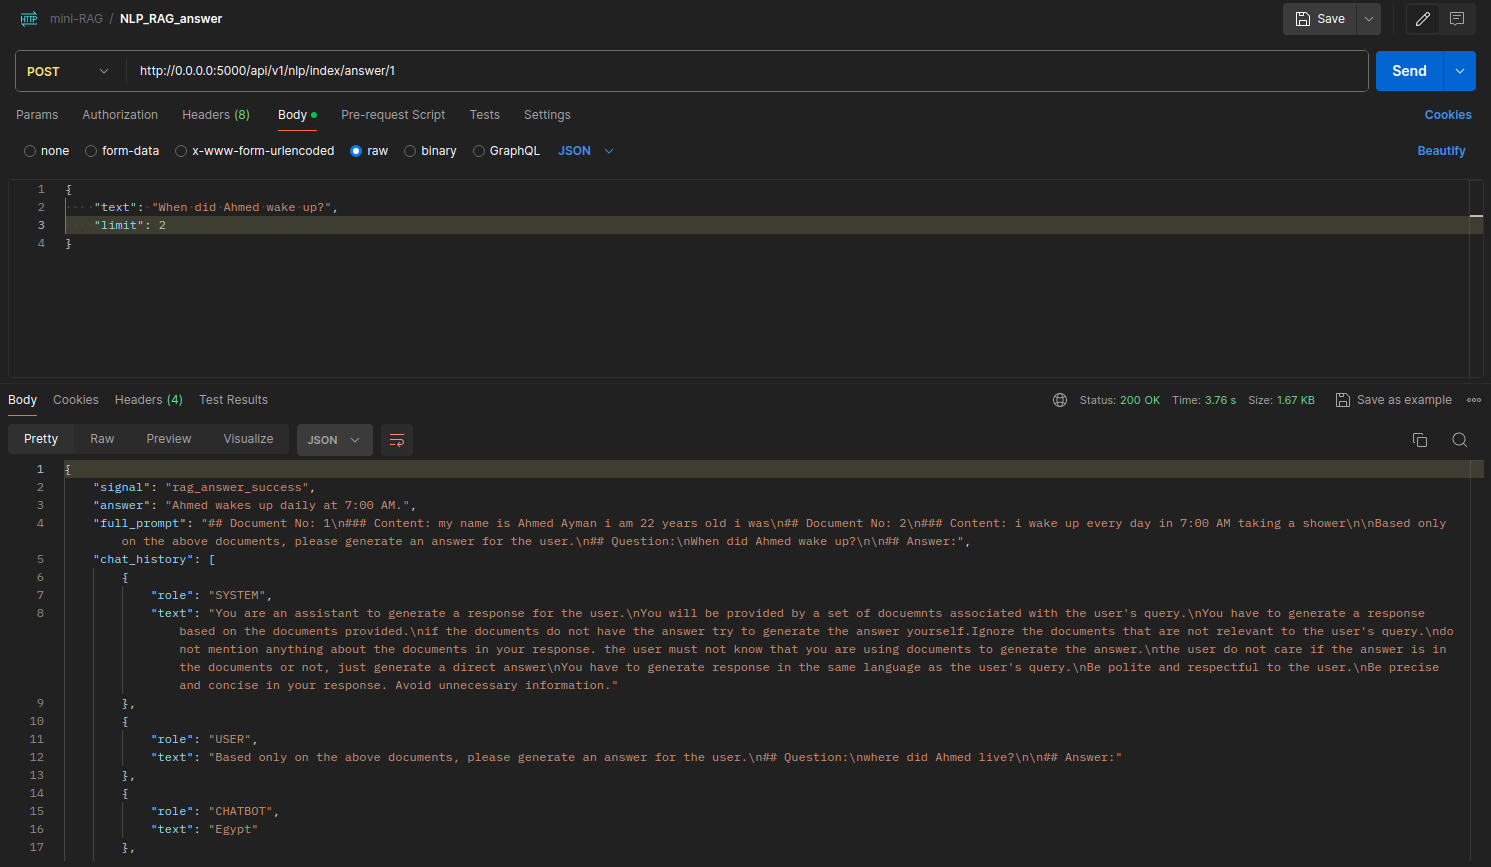 HTTP mini-RAG / NLP_RAG_answer Save
POST http://0.0.0.0:5000/api/v1/nlp/index/answer/1 Send
Params Authorization Headers (8) Body Pre-request Script Tests Settings Cookies
none form-data x-www-form-urlencoded raw binary GraphQL JSON Beautify
1 {
2 "text": "When did Ahmed wake up?",
3 "limit": 2
4 }
Body Cookies Headers (4) Test Results Status: 200 OK Time: 3.76 s Size: 1.67 KB Save as example
Pretty Raw Preview Visualize JSON
1 {
2 "signal": "rag_answer_success",
3 "answer": "Ahmed wakes up daily at 7:00 AM.",
4 "full_prompt": "## Document No: 1\n### Content: my name is Ahmed Ayman i am 22 years old i was\n## Document No: 2\n### Content: i wake up every day in 7:00 AM taking a shower\n\nBased only
on the above documents, please generate an answer for the user.\n## Question:\nWhen did Ahmed wake up?\n\n## Answer:",
5 "chat_history": [
6 {
7 "role": "SYSTEM",
8 "text": "You are an assistant to generate a response for the user.\nYou will be provided by a set of docuemnts associated with the user's query.\nYou have to generate a response
based on the documents provided.\nif the documents do not have the answer try to generate the answer yourself.Ignore the documents that are not relevant to the user's query.\ndo
not mention anything about the documents in your response. the user must not know that you are using documents to generate the answer.\nthe user do not care if the answer is in
the documents or not, just generate a direct answer\nYou have to generate response in the same language as the user's query.\nBe polite and respectful to the user.\nBe precise
and concise in your response. Avoid unnecessary information."
9 },
10 {
11 "role": "USER",
12 "text": "Based only on the above documents, please generate an answer for the user.\n## Question:\nwhere did Ahmed live?\n\n## Answer:"
13 },
14 {
15 "role": "CHATBOT",
16 "text": "Egypt"
17 },